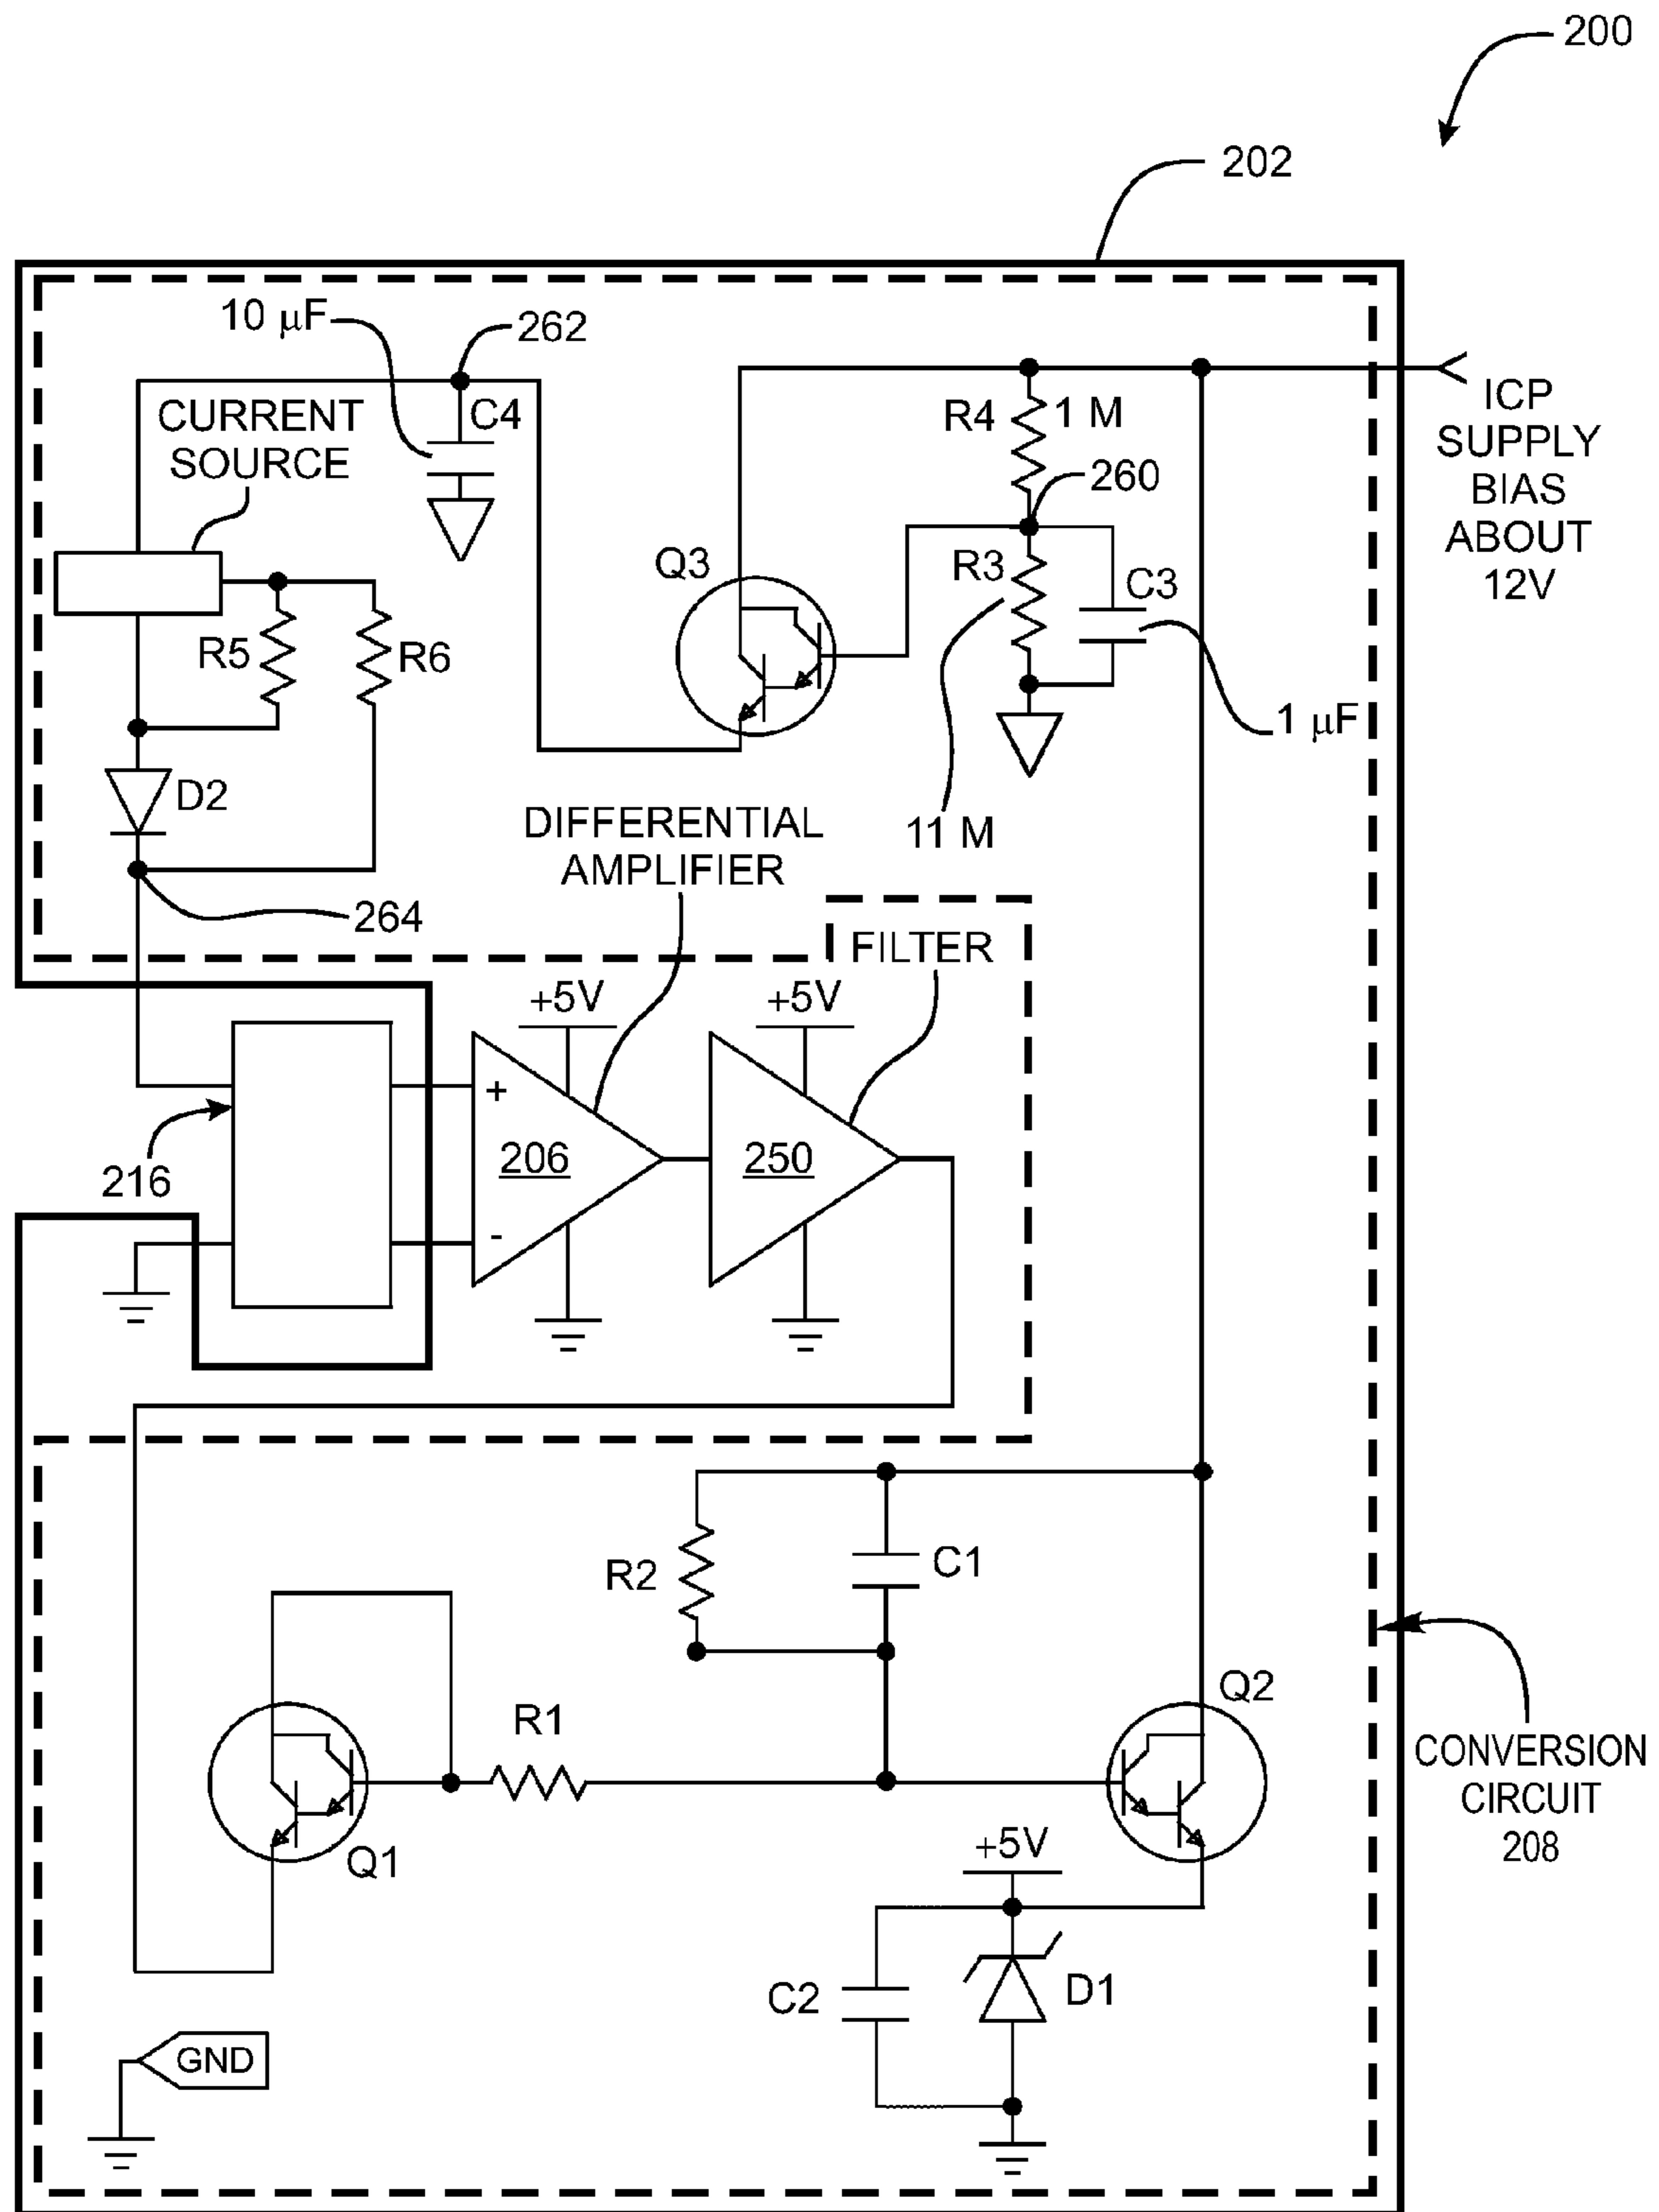 200
202
10 μF
262
CURRENT
SOURCE
C4
R4
1 M
260
ICP
SUPPLY
BIAS
ABOUT
12V
Q3
R3
C3
R5
R6
1 μF
D2
11 M
DIFFERENTIAL
AMPLIFIER
264
FILTER
+5V
+5V
+
206
250
216
-
R2
C1
Q2
R1
CONVERSION
CIRCUIT
208
Q1
+5V
C2
D1
GND